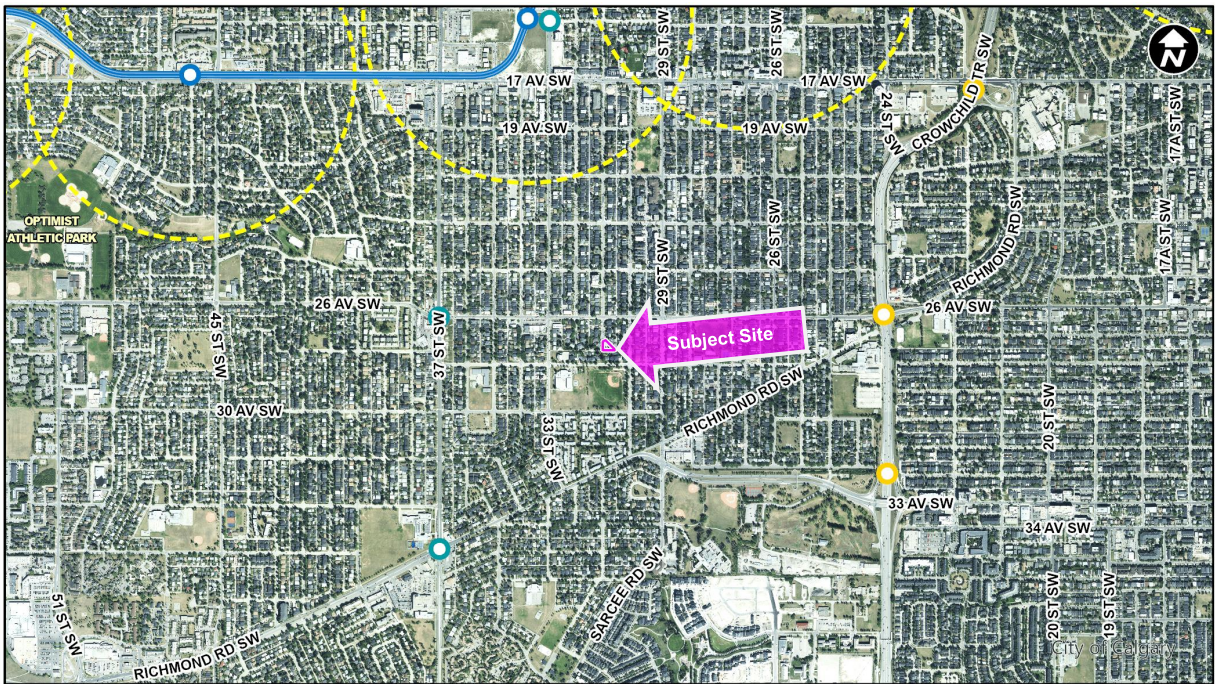 29 ST SW
26 ST SW
N
17 AV SW
17 AV SW
CROWCHILD TR SW
24 ST SW
19 AV SW
19 AV SW
17A ST SW
OPTIMIST
ATHLETIC PARK
29 ST SW
26 ST SW
RICHMOND RD SW
17A ST SW
26 AV SW
26 AV SW
45 ST SW
37 ST SW
Subject Site
30 AV SW
33 ST SW
RICHMOND RD SW
20 ST SW
33 AV SW
34 AV SW
51 ST SW
SARCEE RD SW
20 ST SW
19 ST SW
RICHMOND RD SW
City of Calgary